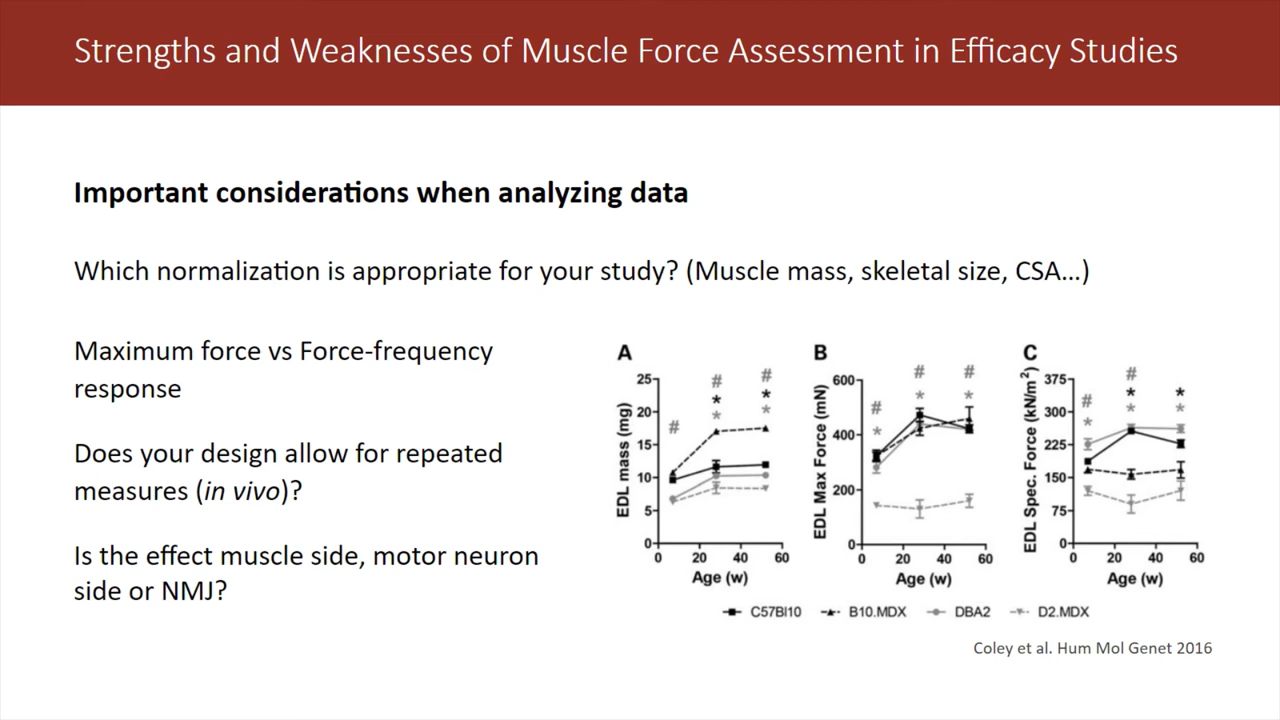 Strengths and Weaknesses of Muscle Force Assessment in Efficacy Studies
Important considerations when analyzing data
Which normalization is appropriate for your study? (Muscle mass, skeletal size, CSA...)
Maximum force vs Force-frequency
response
Does your design allow for repeated
measures (in vivo)?
Is the effect muscle side, motor neuron
side or NMJ?
A
EDL mass (mg)
25
20
15
10
5
0
# # #
* *
* *
0 20 40 60
Age (w)
B
EDL Max Force (mN)
600
400
200
0
# # #
* * *
0 20 40 60
Age (w)
C
EDL Spec. Force (kN/m²)
375
300
225
150
75
0
# #
* *
* * *
0 20 40 60
Age (w)
C57Bl10 B10.MDX DBA2 D2.MDX
Coley et al. Hum Mol Genet 2016